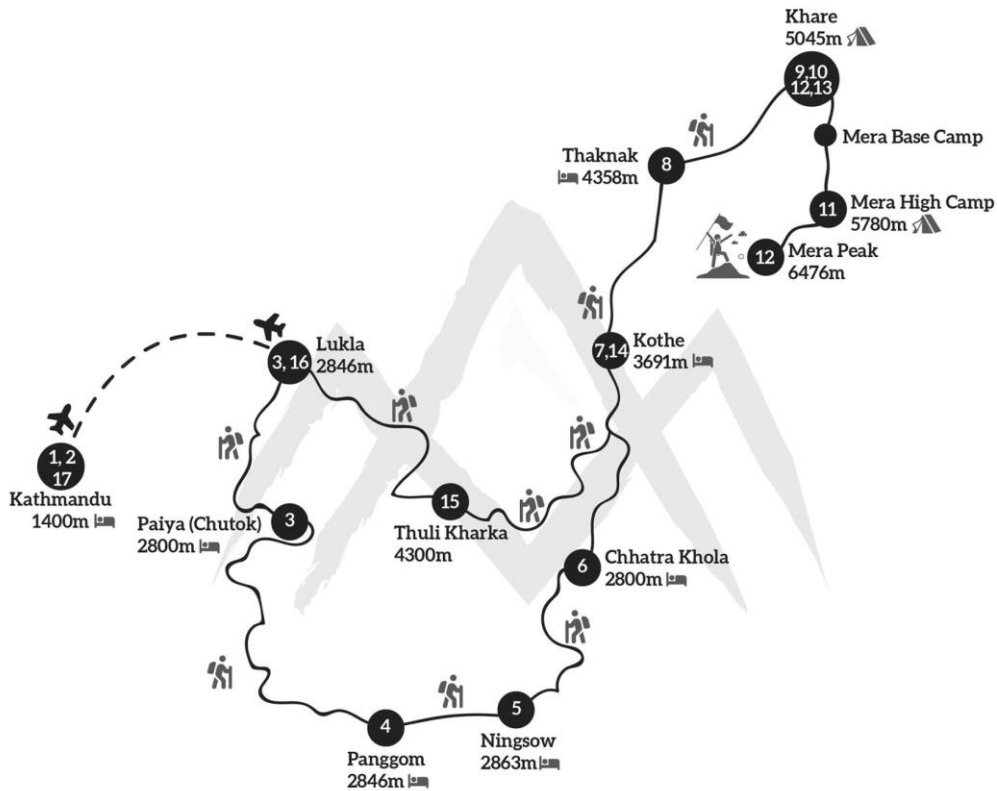 Khare
5045m
9,10
12,13
Mera Base Camp
Thaknak
4358m
8
11
Mera High Camp
5780m
12
Mera Peak
6476m
Lukla
2846m
3, 16
7,14
Kothe
3691m
1, 2
17
Kathmandu
1400m
Paiya (Chutok)
2800m
3
15
Thuli Kharka
4300m
6
Chhatra Khola
2800m
4
Panggom
2846m
5
Ningsow
2863m